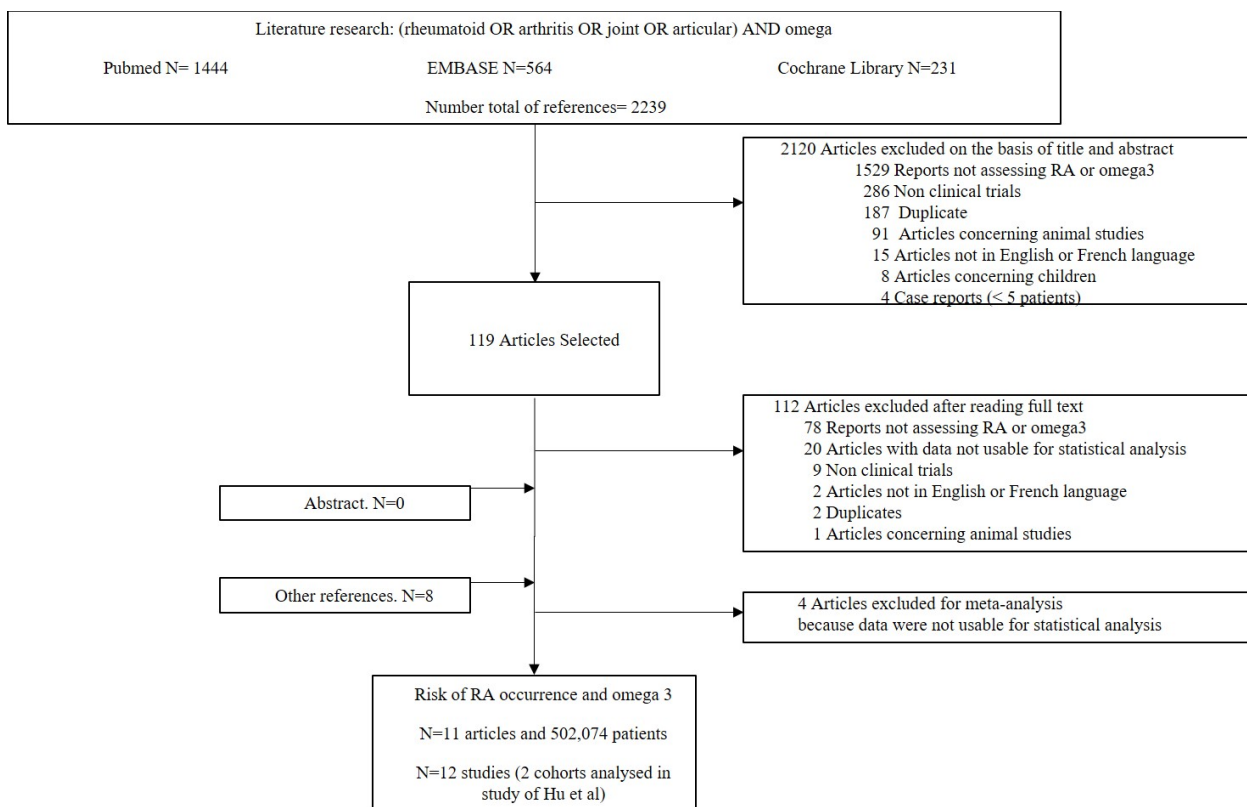 Literature research: (rheumatoid OR arthritis OR joint OR articular) AND omega
Pubmed N= 1444 EMBASE N=564 Cochrane Library N=231
Number total of references= 2239
2120 Articles excluded on the basis of title and abstract
1529 Reports not assessing RA or omega3
286 Non clinical trials
187 Duplicate
91 Articles concerning animal studies
15 Articles not in English or French language
8 Articles concerning children
4 Case reports (< 5 patients)
119 Articles Selected
112 Articles excluded after reading full text
78 Reports not assessing RA or omega3
20 Articles with data not usable for statistical analysis
9 Non clinical trials
2 Articles not in English or French language
2 Duplicates
1 Articles concerning animal studies
Abstract. N=0
Other references. N=8
4 Articles excluded for meta-analysis
because data were not usable for statistical analysis
Risk of RA occurrence and omega 3
N=11 articles and 502,074 patients
N=12 studies (2 cohorts analysed in
study of Hu et al)